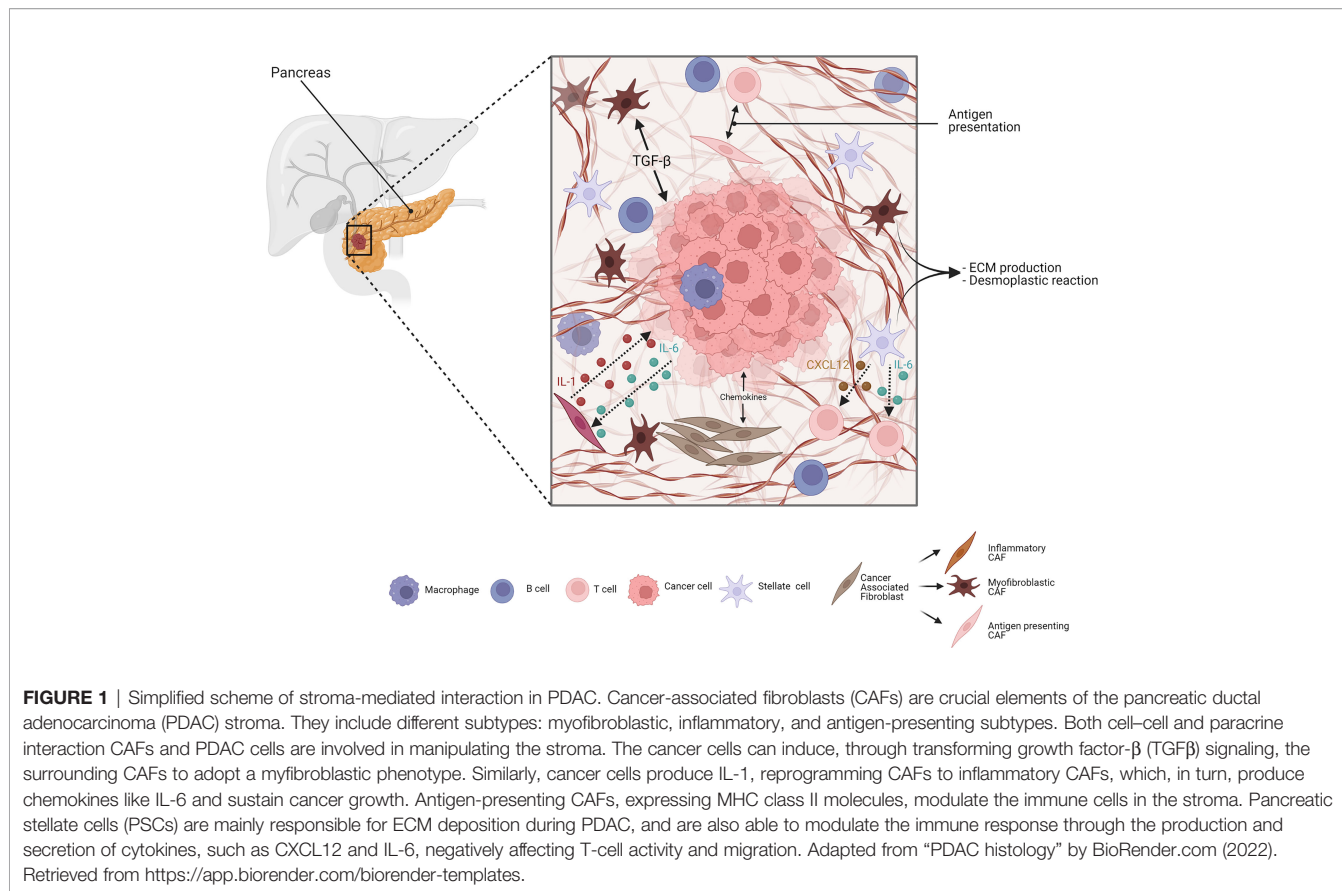 Pancreas
Antigen
presentation
TGF-β
- ECM production
- Desmoplastic reaction
IL-6
IL-1
CXCL12
IL-6
Chemokines
Macrophage
B cell
T cell
Cancer cell
Stellate cell
Cancer
Associated
Fibroblast
Inflammatory
CAF
Myofibroblastic
CAF
Antigen presenting
CAF
FIGURE 1 | Simplified scheme of stroma-mediated interaction in PDAC. Cancer-associated fibroblasts (CAFs) are crucial elements of the pancreatic ductal
adenocarcinoma (PDAC) stroma. They include different subtypes: myofibroblastic, inflammatory, and antigen-presenting subtypes. Both cell–cell and paracrine
interaction CAFs and PDAC cells are involved in manipulating the stroma. The cancer cells can induce, through transforming growth factor-β (TGFβ) signaling, the
surrounding CAFs to adopt a myfibroblastic phenotype. Similarly, cancer cells produce IL-1, reprogramming CAFs to inflammatory CAFs, which, in turn, produce
chemokines like IL-6 and sustain cancer growth. Antigen-presenting CAFs, expressing MHC class II molecules, modulate the immune cells in the stroma. Pancreatic
stellate cells (PSCs) are mainly responsible for ECM deposition during PDAC, and are also able to modulate the immune response through the production and
secretion of cytokines, such as CXCL12 and IL-6, negatively affecting T-cell activity and migration. Adapted from “PDAC histology” by BioRender.com (2022).
Retrieved from https://app.biorender.com/biorender-templates.